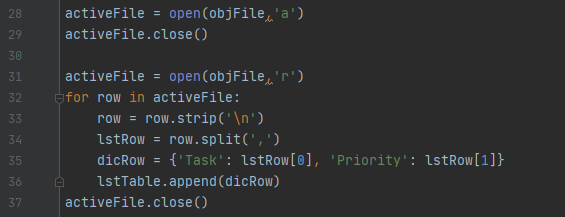 28 activeFile = open(objFile,'a')
29 activeFile.close()
30
31 activeFile = open(objFile,'r')
32 for row in activeFile:
33 row = row.strip('\n')
34 lstRow = row.split(',')
35 dicRow = {'Task': lstRow[0], 'Priority': lstRow[1]}
36 lstTable.append(dicRow)
37 activeFile.close()